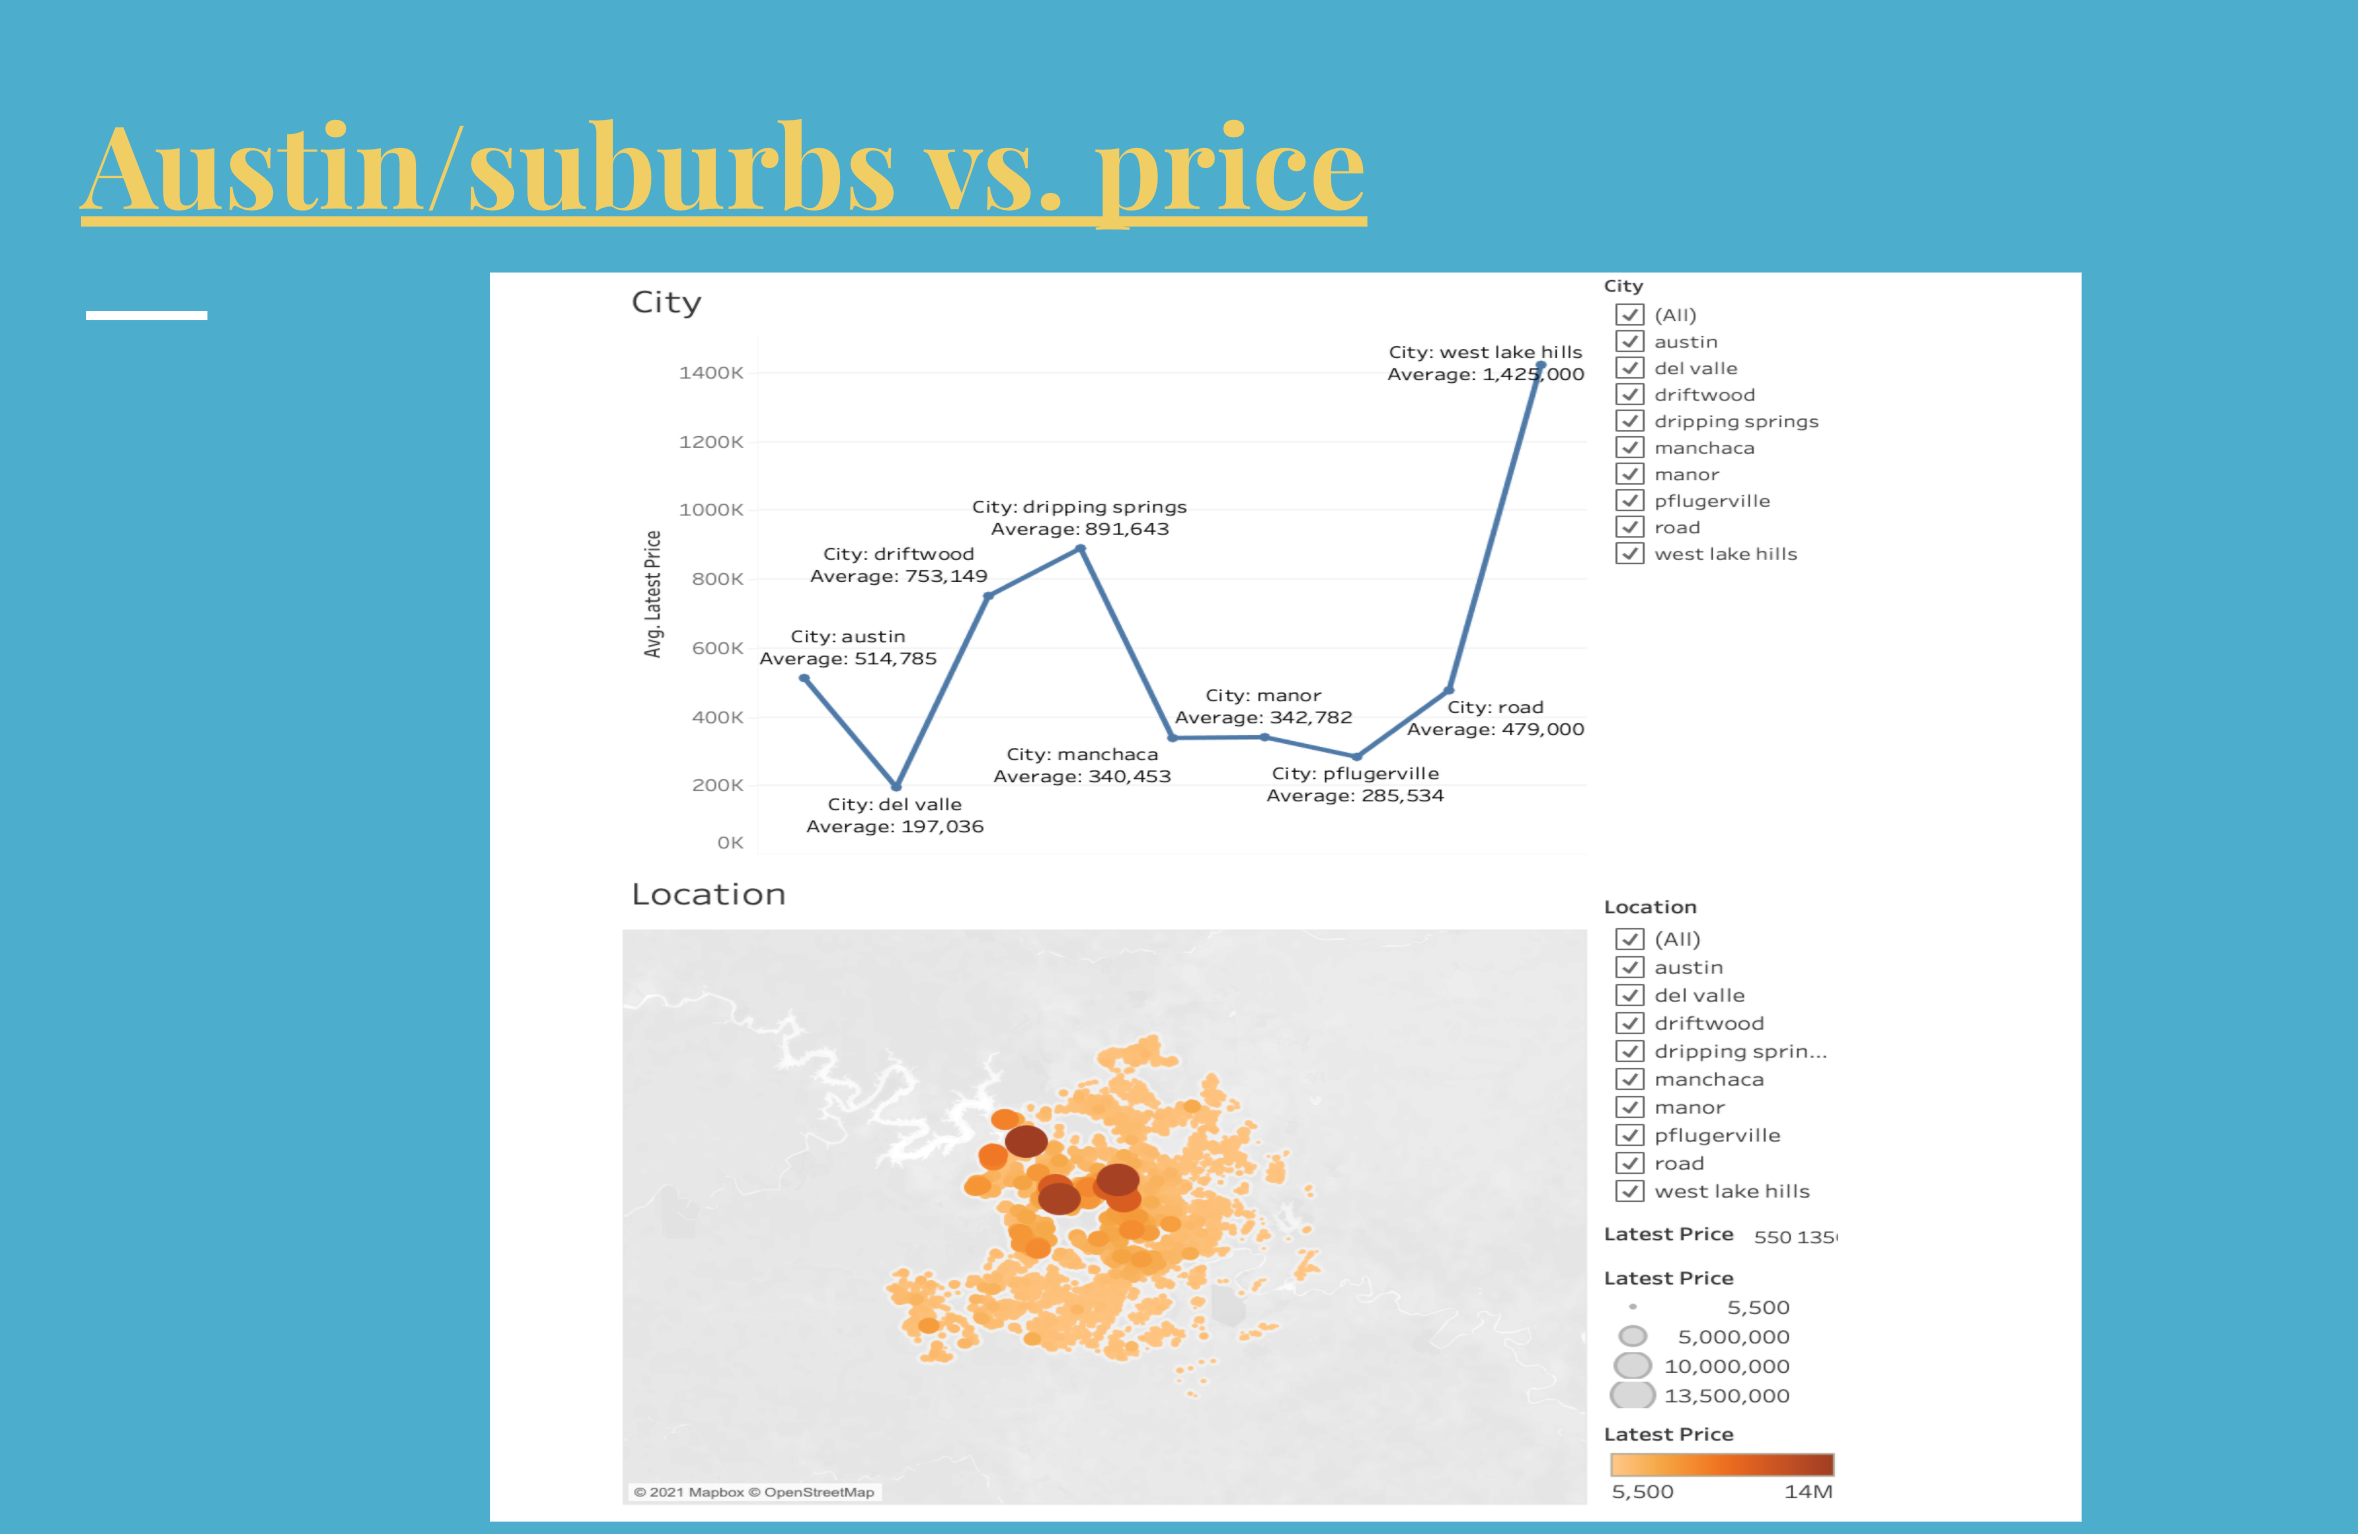 Austin/suburbs vs. price
City
1400K
1200K
1000K
800K
600K
400K
200K
0K
Avg. Latest Price
City: austin
Average: 514,785
City: del valle
Average: 197,036
City: driftwood
Average: 753,149
City: dripping springs
Average: 891,643
City: manchaca
Average: 340,453
City: manor
Average: 342,782
City: pflugerville
Average: 285,534
City: road
Average: 479,000
City: west lake hills
Average: 1,425,000
City
(All)
austin
del valle
driftwood
dripping springs
manchaca
manor
pflugerville
road
west lake hills
Location
© 2021 Mapbox © OpenStreetMap
Location
(All)
austin
del valle
driftwood
dripping sprin...
manchaca
manor
pflugerville
road
west lake hills
Latest Price 550 135
Latest Price
5,500
5,000,000
10,000,000
13,500,000
Latest Price
5,500 14M